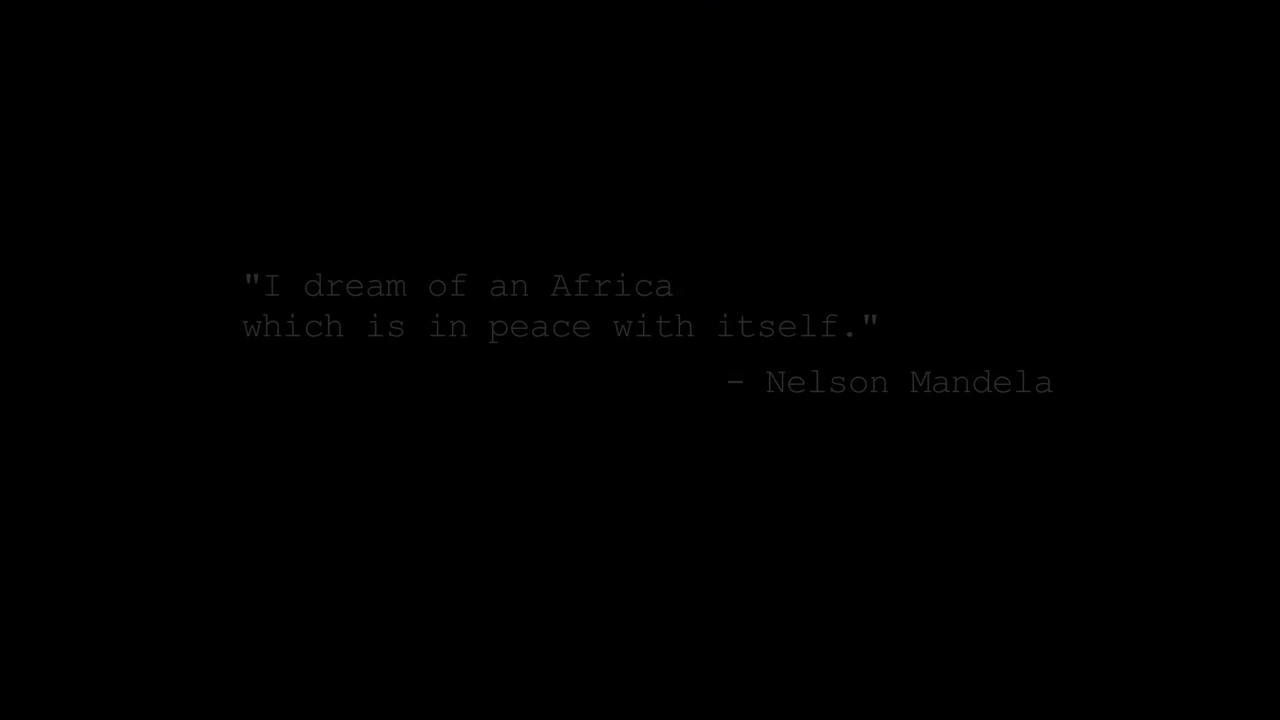 "I dream of an Africa
which is in peace with itself."
- Nelson Mandela